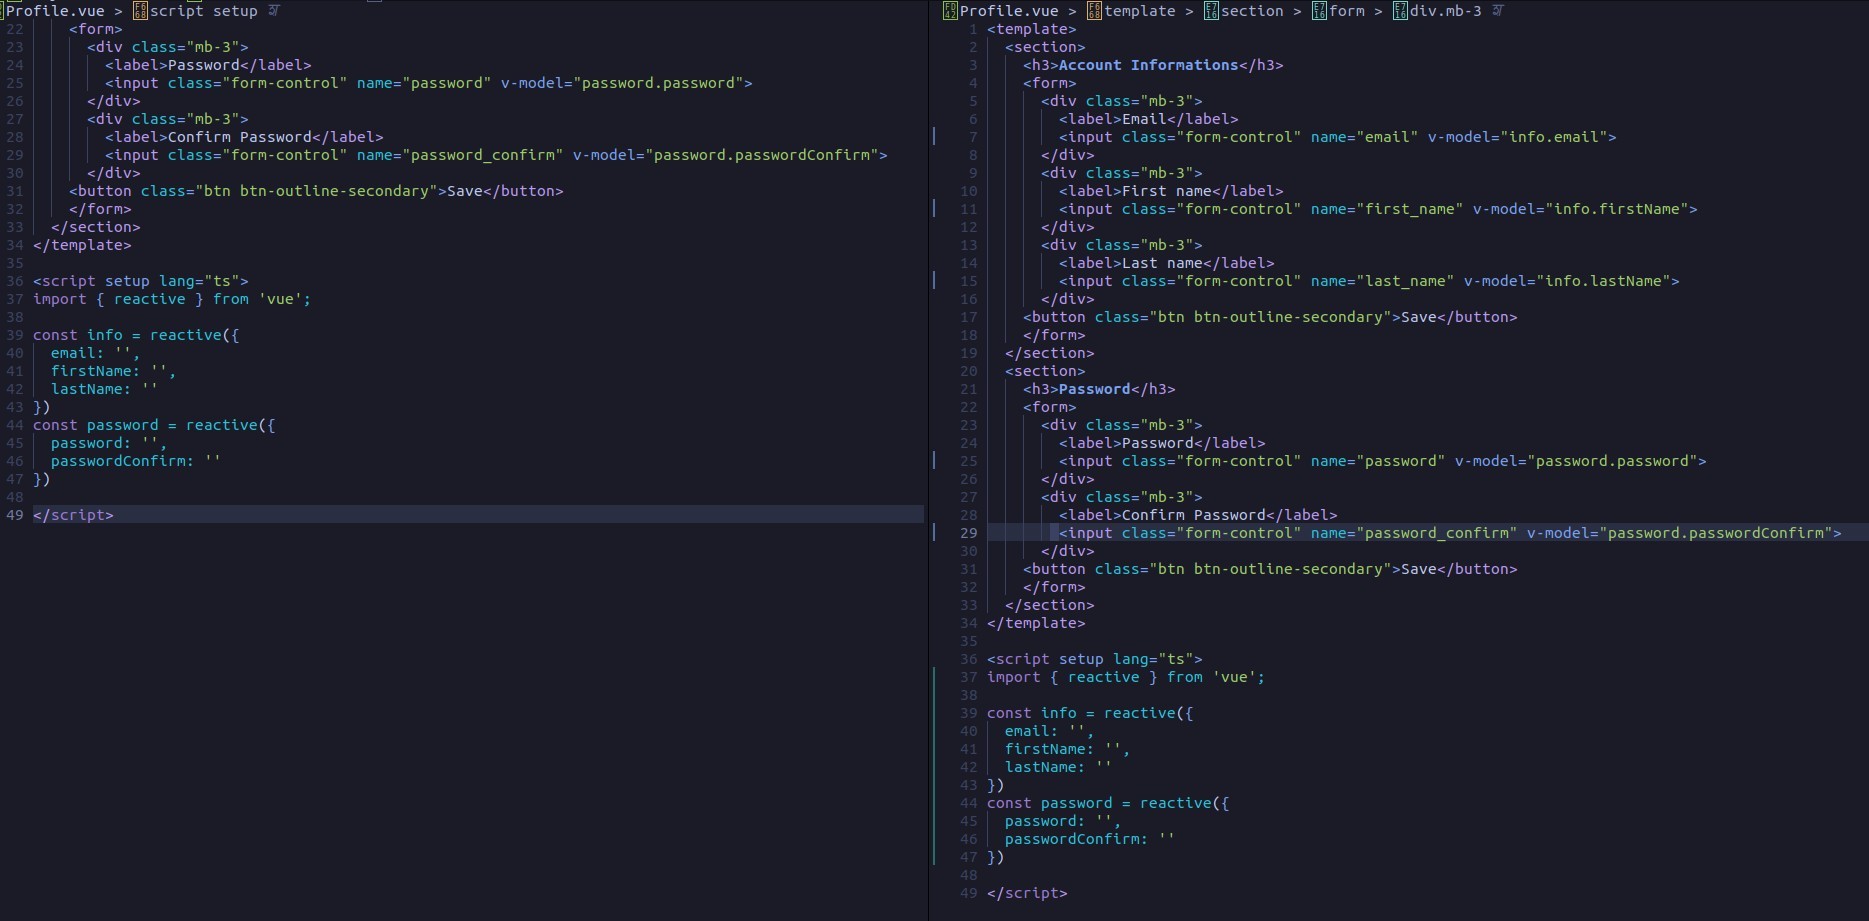 Profile.vue > script setup
22 <form>
23 <div class="mb-3">
24 <label>Password</label>
25 <input class="form-control" name="password" v-model="password.password">
26 </div>
27 <div class="mb-3">
28 <label>Confirm Password</label>
29 <input class="form-control" name="password_confirm" v-model="password.passwordConfirm">
30 </div>
31 <button class="btn btn-outline-secondary">Save</button>
32 </form>
33 </section>
34 </template>
35
36 <script setup lang="ts">
37 import { reactive } from 'vue';
38
39 const info = reactive({
40 email: '',
41 firstName: '',
42 lastName: ''
43 })
44 const password = reactive({
45 password: '',
46 passwordConfirm: ''
47 })
48
49 </script>
Profile.vue > template > section > form > div.mb-3
1 <template>
2 <section>
3 <h3>Account Informations</h3>
4 <form>
5 <div class="mb-3">
6 <label>Email</label>
7 <input class="form-control" name="email" v-model="info.email">
8 </div>
9 <div class="mb-3">
10 <label>First name</label>
11 <input class="form-control" name="first_name" v-model="info.firstName">
12 </div>
13 <div class="mb-3">
14 <label>Last name</label>
15 <input class="form-control" name="last_name" v-model="info.lastName">
16 </div>
17 <button class="btn btn-outline-secondary">Save</button>
18 </form>
19 </section>
20 <section>
21 <h3>Password</h3>
22 <form>
23 <div class="mb-3">
24 <label>Password</label>
25 <input class="form-control" name="password" v-model="password.password">
26 </div>
27 <div class="mb-3">
28 <label>Confirm Password</label>
29 <input class="form-control" name="password_confirm" v-model="password.passwordConfirm">
30 </div>
31 <button class="btn btn-outline-secondary">Save</button>
32 </form>
33 </section>
34 </template>
35
36 <script setup lang="ts">
37 import { reactive } from 'vue';
38
39 const info = reactive({
40 email: '',
41 firstName: '',
42 lastName: ''
43 })
44 const password = reactive({
45 password: '',
46 passwordConfirm: ''
47 })
48
49 </script>